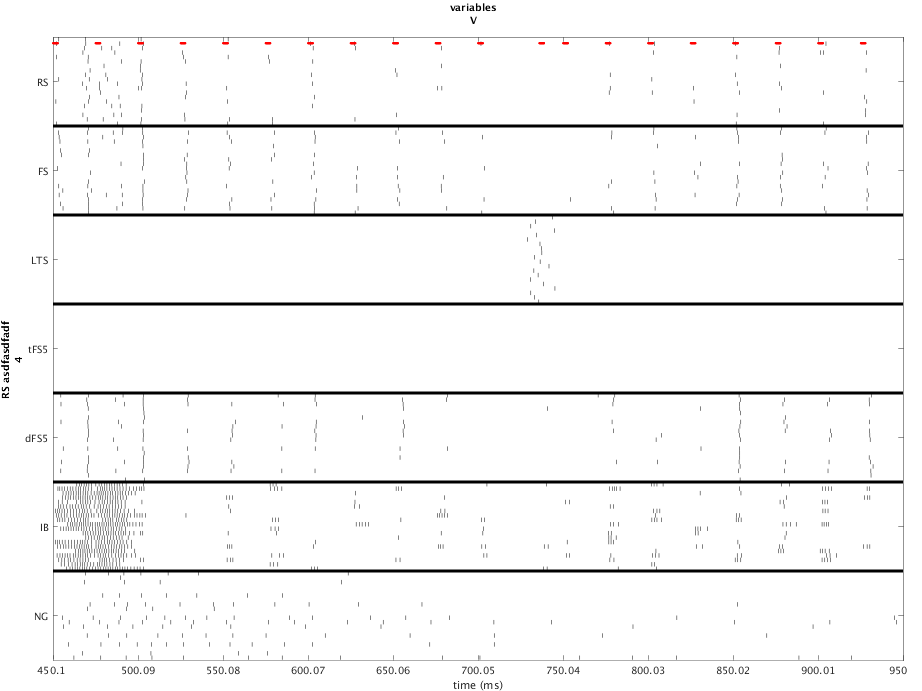 variables
V
RS asdfasdfadf
4
RS
FS
LTS
tFS5
dFS5
IB
NG
450.1 500.09 550.08 600.07 650.06 700.05 750.04 800.03 850.02 900.01 950
time (ms)